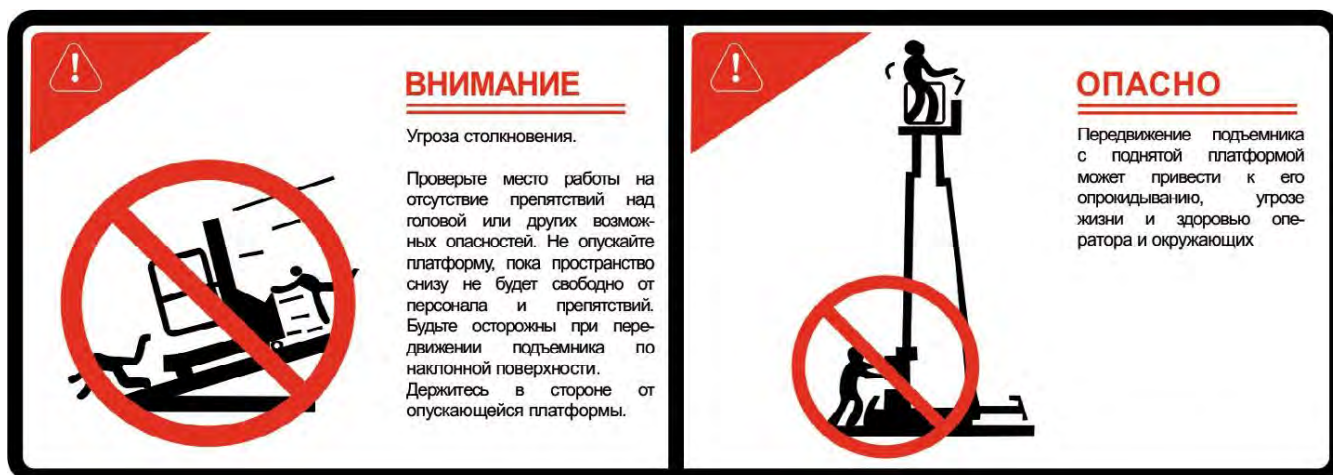 ВНИМАНИЕ
Угроза столкновения.
Проверьте место работы на
отсутствие препятствий над
головой или других возмож-
ных опасностей. Не опускайте
платформу, пока пространство
снизу не будет свободно от
персонала и препятствий.
Будьте осторожны при пере-
движении подъемника по
наклонной поверхности.
Держитесь в стороне от
опускающейся платформы.
ОПАСНО
Передвижение подъемника
с поднятой платформой
может привести к его
опрокидыванию, угрозе
жизни и здоровью опе-
ратора и окружающих